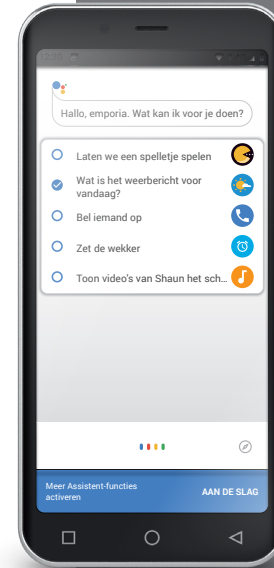 12:30
Hallo, emporia. Wat kan ik voor je doen?
Laten we een spelletje spelen
Wat is het weerbericht voor
vandaag?
Bel iemand op
Zet de wekker
Toon video's van Shaun het sch...
Meer Assistent-functies
activeren
AAN DE SLAG